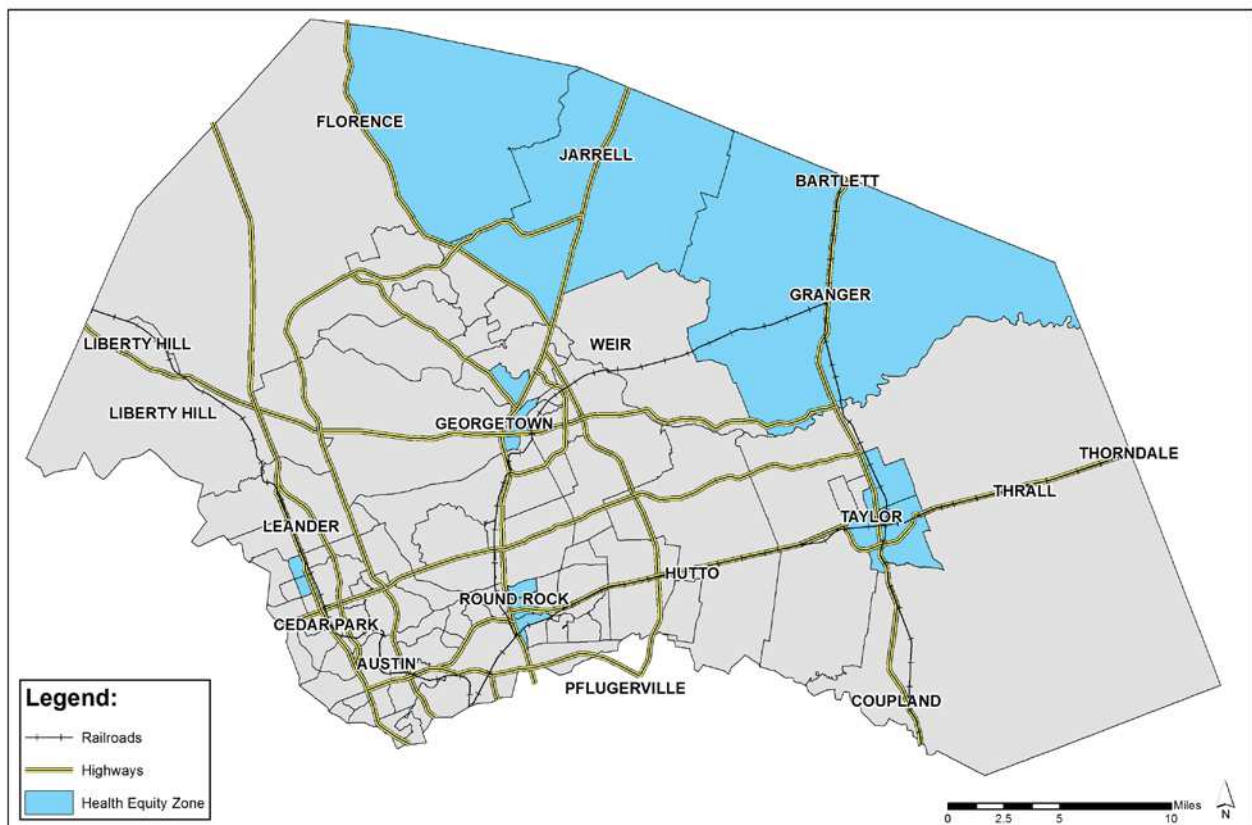 FLORENCE
JARRELL
BARTLETT
GRANGER
LIBERTY HILL
WEIR
LIBERTY HILL
GEORGETOWN
THORNDALE
THRALL
LEANDER
TAYLOR
HUTTO
ROUND ROCK
CEDAR PARK
AUSTIN
PFLUGERVILLE
COUPLAND
Legend:
Railroads
Highways
Health Equity Zone
Miles
0 2.5 5 10
N